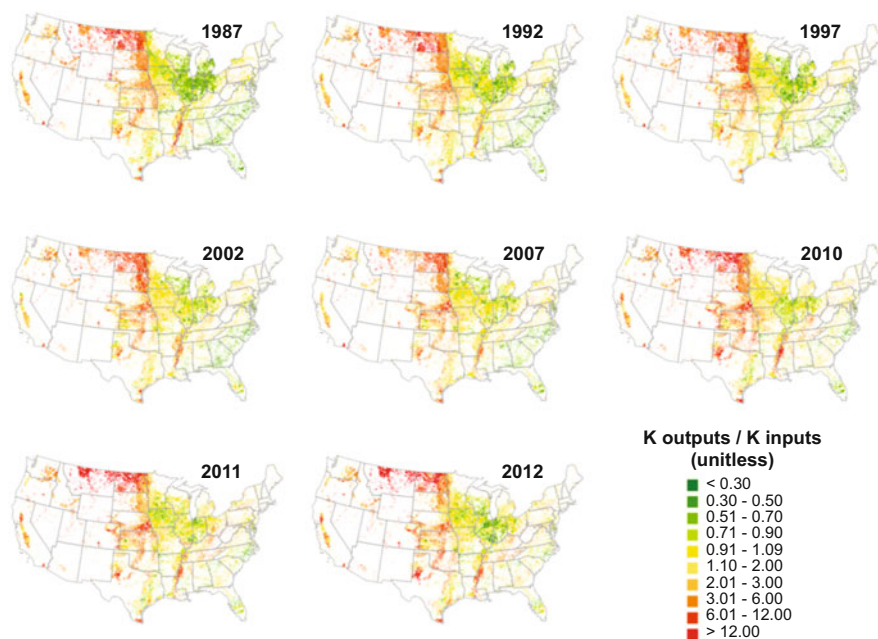 1987
1992
1997
2002
2007
2010
2011
2012
K outputs / K inputs
(unitless)
< 0.30
0.30 - 0.50
0.51 - 0.70
0.71 - 0.90
0.91 - 1.09
1.10 - 2.00
2.01 - 3.00
3.01 - 6.00
6.01 - 12.00
> 12.00